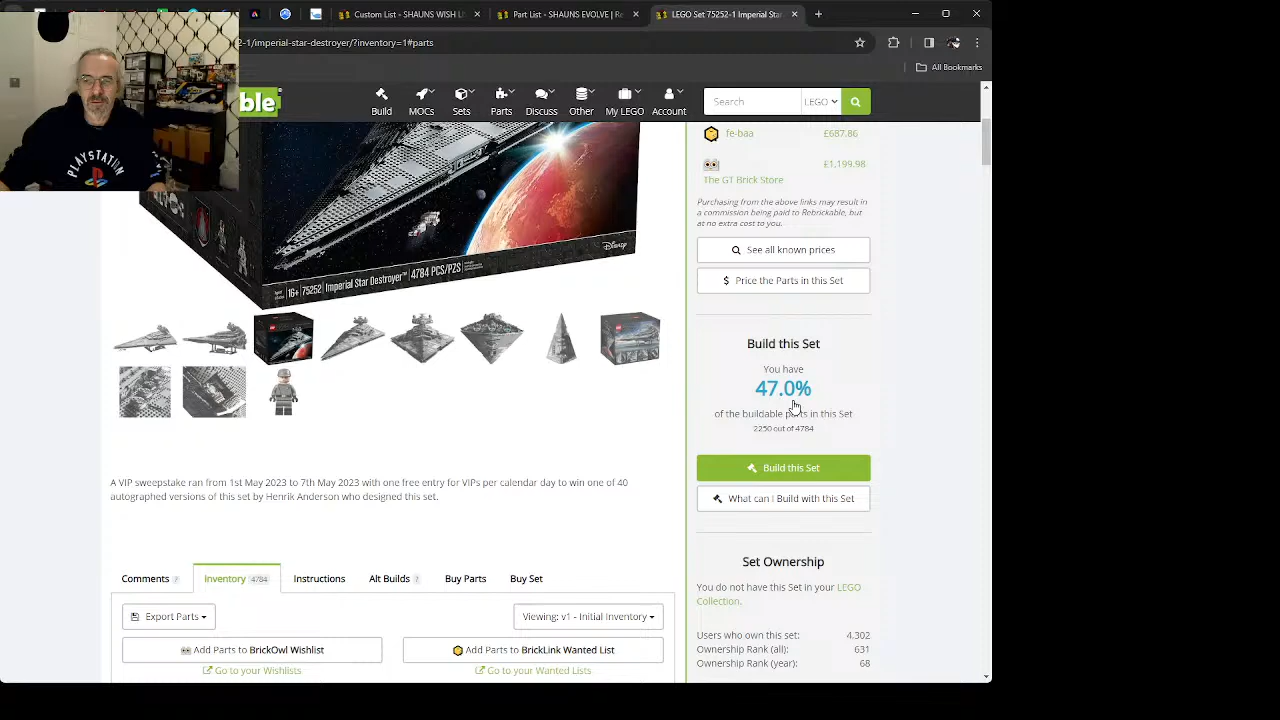 Custom List - SHAUNS WISH L
Part List - SHAUNS EVOLVE | Re
LEGO Set 75252-1 Imperial Star
2-1/imperial-star-destroyer/?inventory=1#parts
All Bookmarks
PLAYSTATION
ble
Build
MOCs
Sets
Parts
Discuss
Other
My LEGO
Account
Search
LEGO
fe-baa £687.86
£1,199.98
The GT Brick Store
Purchasing from the above links may result in
a commission being paid to Rebrickable, but
at no extra cost to you.
See all known prices
$ Price the Parts in this Set
Disney
16+ 75252 Imperial Star Destroyer™ 4784 PCS/PZS
Build this Set
You have
47.0%
of the buildable parts in this Set
2250 out of 4784
Build this Set
What can I Build with this Set
A VIP sweepstake ran from 1st May 2023 to 7th May 2023 with one free entry for VIPs per calendar day to win one of 40
autographed versions of this set by Henrik Anderson who designed this set.
Set Ownership
You do not have this Set in your LEGO
Collection.
Users who own this set: 4,302
Ownership Rank (all): 631
Ownership Rank (year): 68
Comments 7
Inventory 4784
Instructions
Alt Builds 7
Buy Parts
Buy Set
Export Parts
Viewing: v1 - Initial Inventory
Add Parts to BrickOwl Wishlist
Add Parts to BrickLink Wanted List
Go to your Wishlists
Go to your Wanted Lists